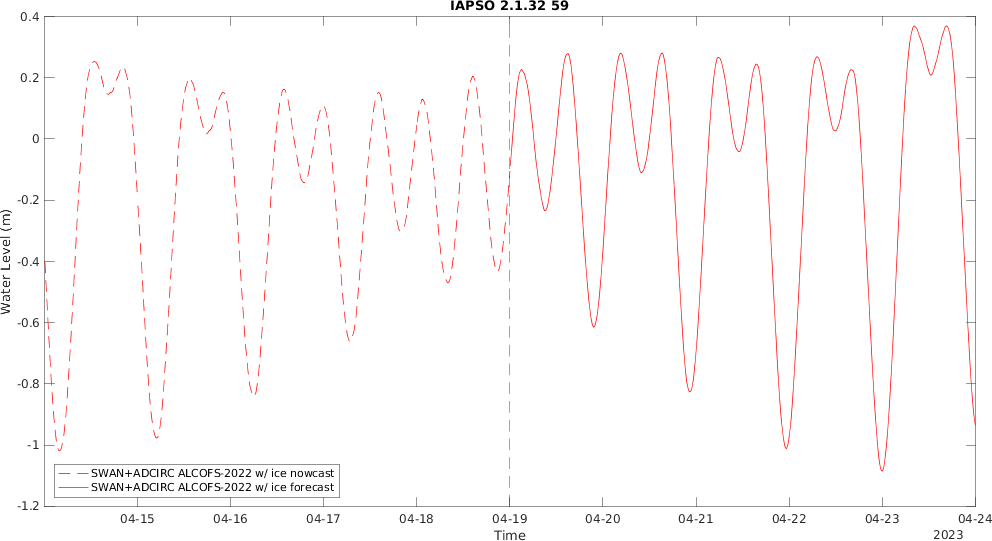 IAPSO 2.1.32 59
0.4
0.2
0
-0.2
-0.4
-0.6
-0.8
-1
-1.2
Water Level (m)
SWAN+ADCIRC ALCOFS-2022 w/ ice nowcast
SWAN+ADCIRC ALCOFS-2022 w/ ice forecast
04-15 04-16 04-17 04-18 04-19 04-20 04-21 04-22 04-23 04-24
Time
2023